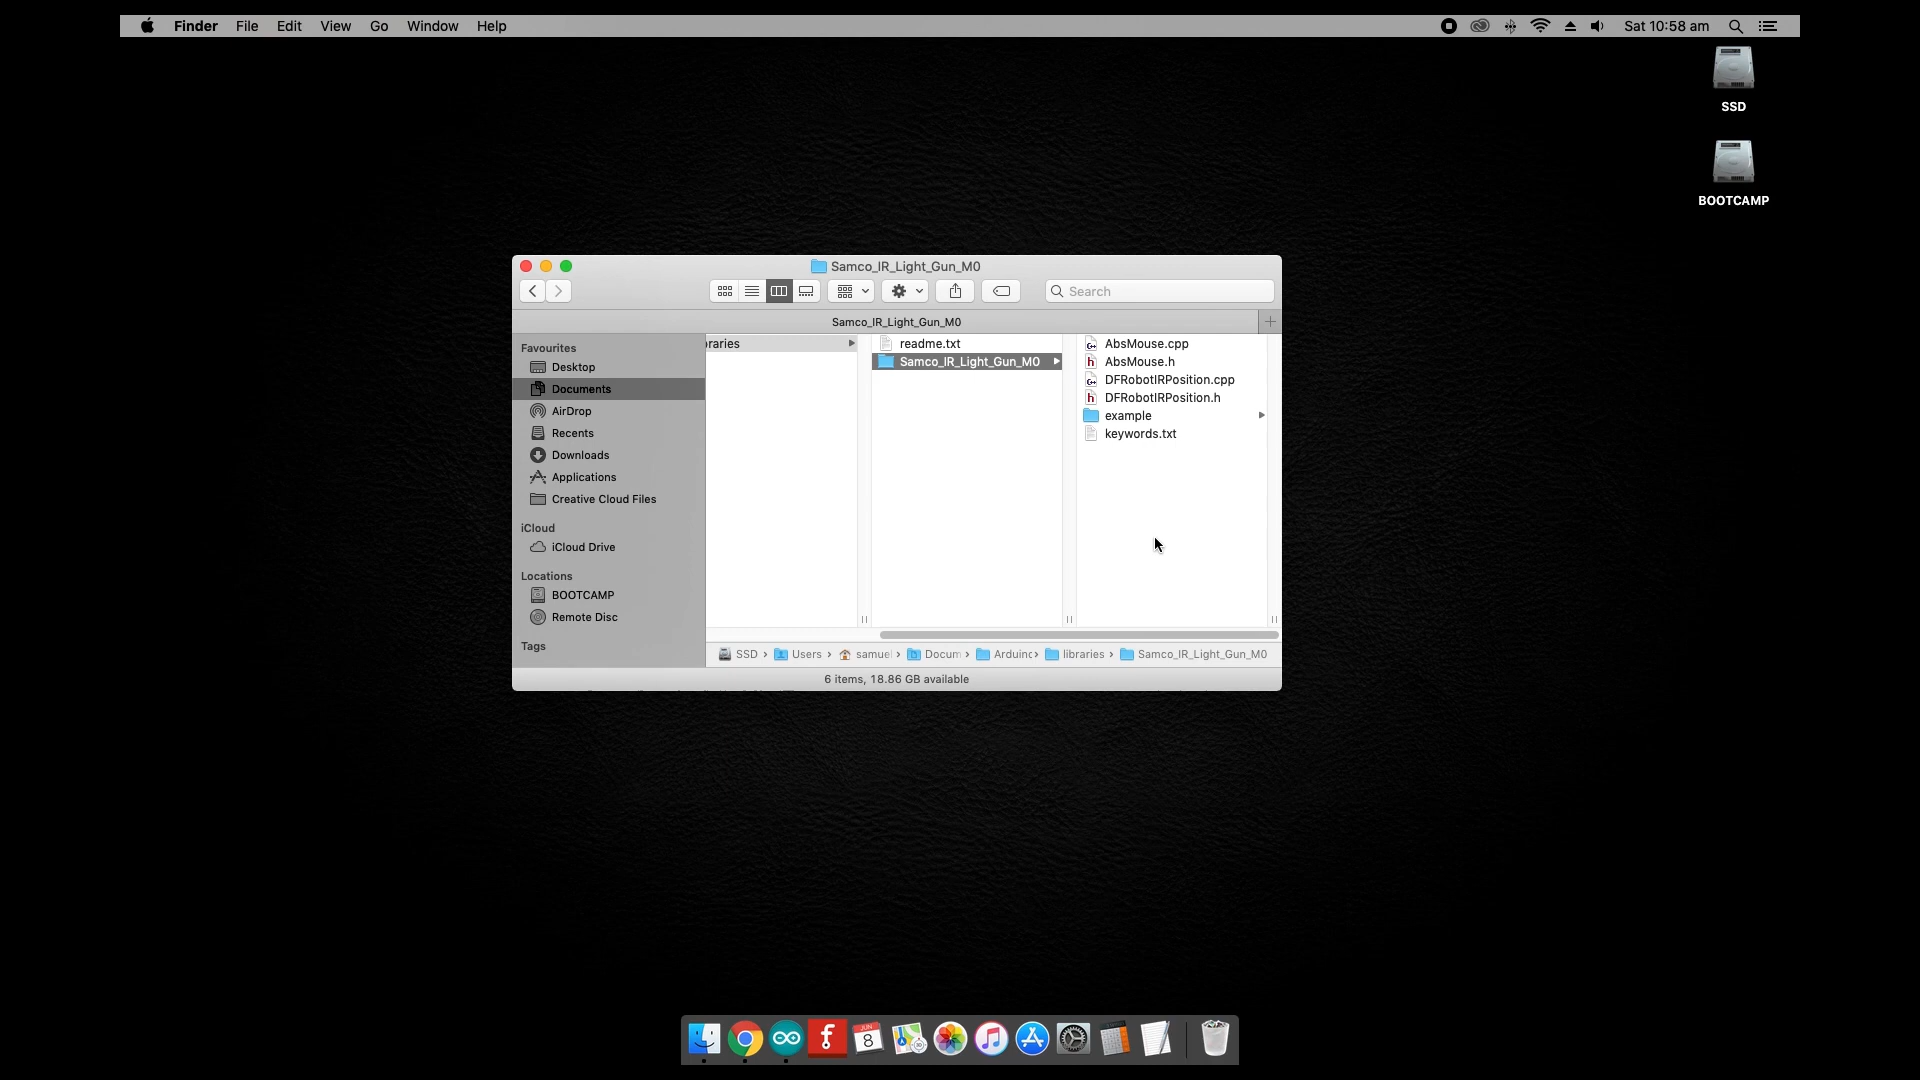 Finder File Edit View Go Window Help
Sat 10:58 am
SSD
BOOTCAMP
Samco_IR_Light_Gun_M0
Search
Samco_IR_Light_Gun_M0
Favourites
Desktop
Documents
AirDrop
Recents
Downloads
Applications
Creative Cloud Files
iCloud
iCloud Drive
Locations
BOOTCAMP
Remote Disc
Tags
raries
readme.txt
Samco_IR_Light_Gun_M0
AbsMouse.cpp
AbsMouse.h
DFRobotIRPosition.cpp
DFRobotIRPosition.h
example
keywords.txt
SSD Users samuel Docum Arduinc libraries Samco_IR_Light_Gun_M0
6 items, 18.86 GB available
JUN
8